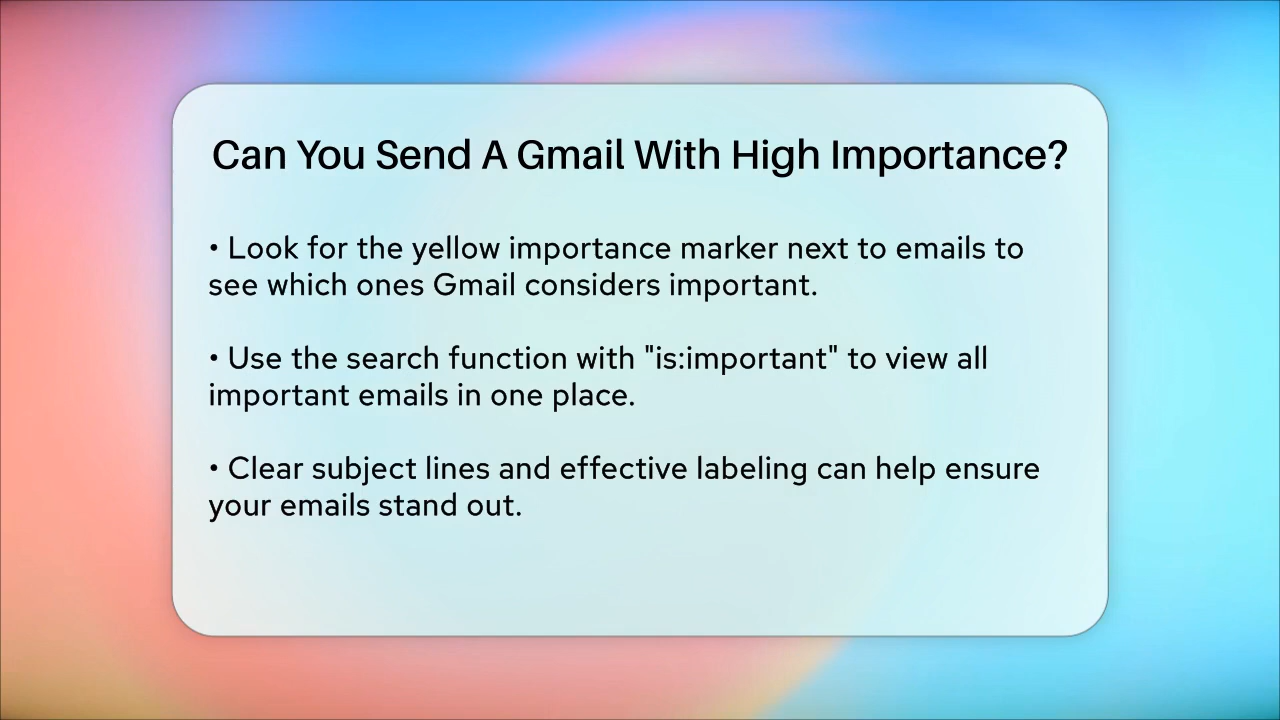 Can You Send A Gmail With High Importance?
• Look for the yellow importance marker next to emails to
see which ones Gmail considers important.
• Use the search function with "is:important" to view all
important emails in one place.
• Clear subject lines and effective labeling can help ensure
your emails stand out.